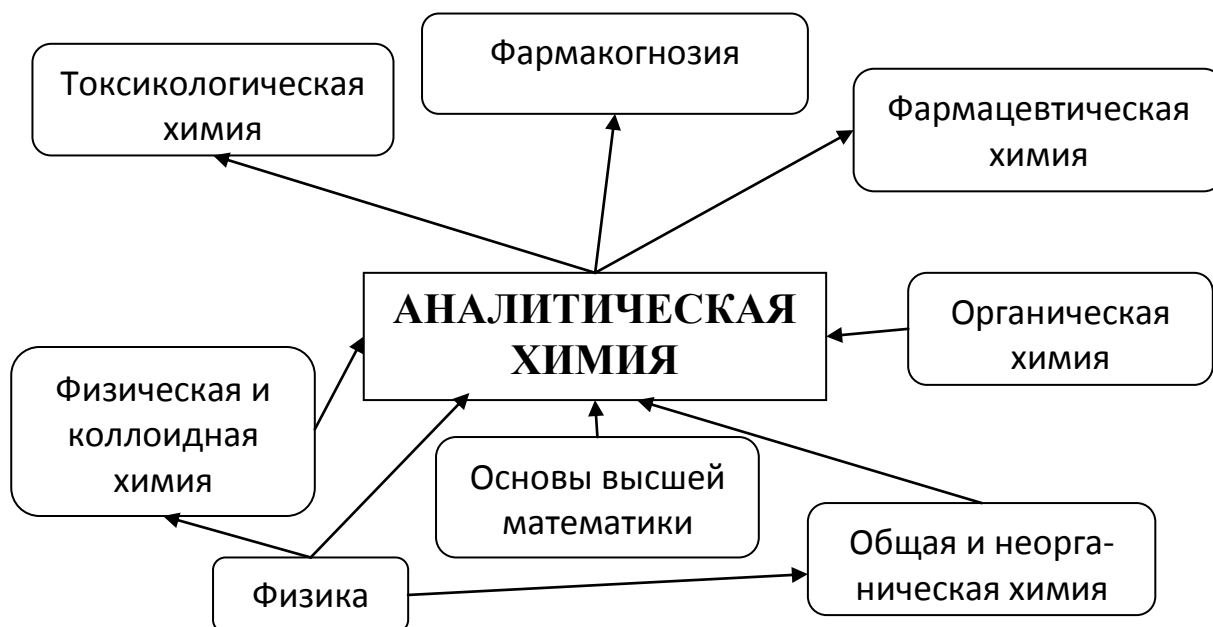 Фармакогнозия
Токсикологическая
химия
Фармацевтическая
химия
АНАЛИТИЧЕСКАЯ
ХИМИЯ
Органическая
химия
Физическая и
коллоидная
химия
Основы высшей
математики
Общая и неорга-
ническая химия
Физика